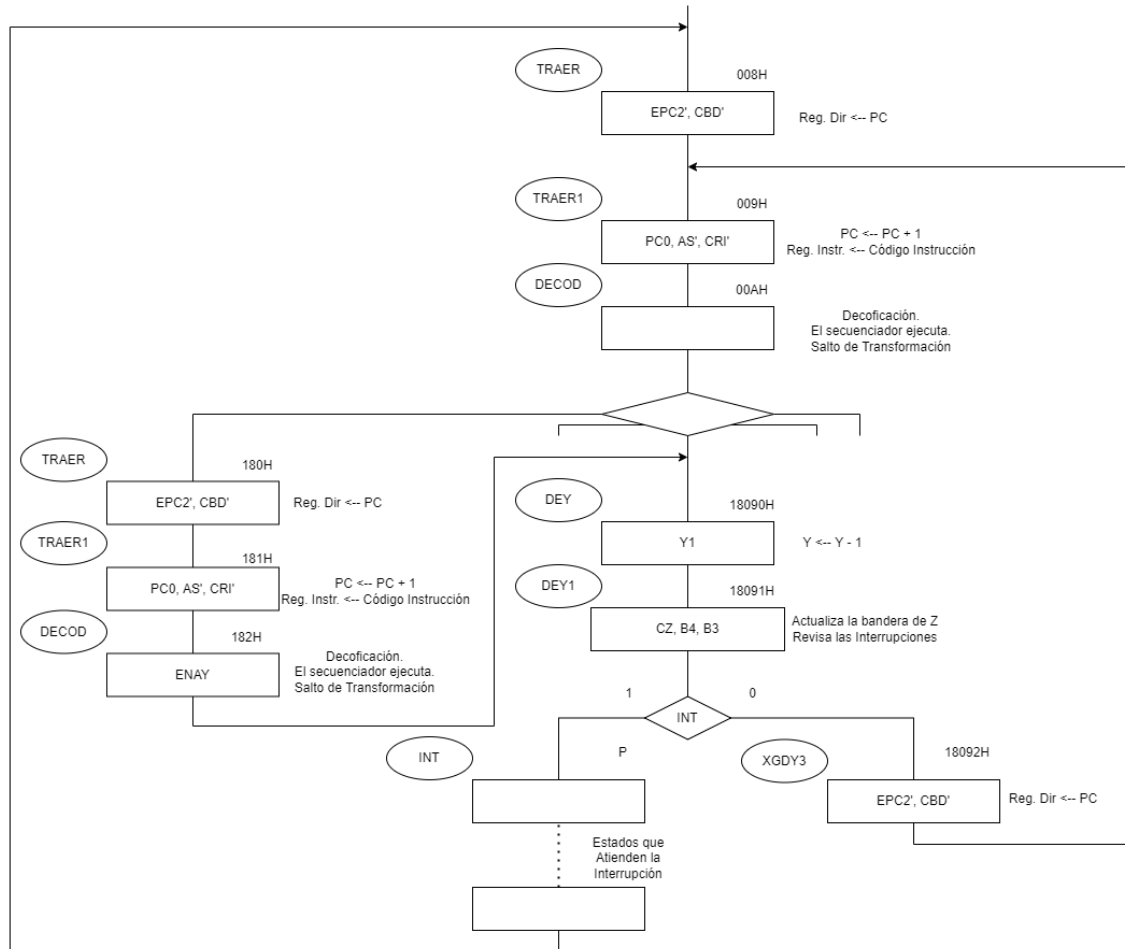 TRAER
008H
EPC2', CBD'
Reg. Dir <-- PC
TRAER1
009H
PC0, AS', CRI'
PC <-- PC + 1
Reg. Instr. <-- Código Instrucción
DECOD
00AH
Decoficación.
El secuenciador ejecuta.
Salto de Transformación
TRAER
180H
EPC2', CBD'
Reg. Dir <-- PC
TRAER1
181H
PC0, AS', CRI'
PC <-- PC + 1
Reg. Instr. <-- Código Instrucción
DECOD
182H
ENAY
Decoficación.
El secuenciador ejecuta.
Salto de Transformación
DEY
18090H
Y1
Y <-- Y - 1
DEY1
18091H
CZ, B4, B3
Actualiza la bandera de Z
Revisa las Interrupciones
1
0
INT
INT
P
Estados que
Atienden la
Interrupción
XGDY3
18092H
EPC2', CBD'
Reg. Dir <-- PC